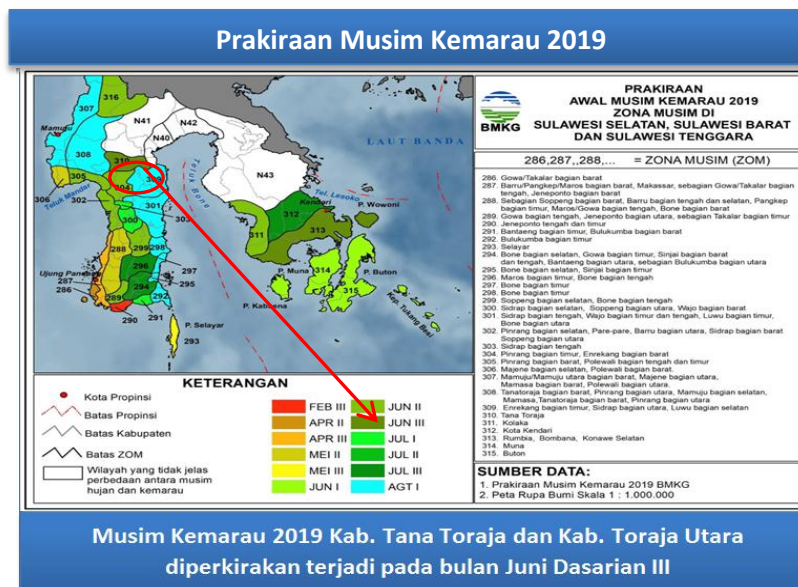 Prakiraan Musim Kemarau 2019
316
307
N41
N42
Mamuju
N40
308
LAUT BANDA
310
N43
305
304
309
Teluk Bone
306
Teluk Mandar
302
301
303
Tel. Lasolo
Kendari
P. Wowoni
300
312
311
313
288
299
298
296
297
Ujung Pandang
295
P. Muna
314
P. Buton
287
294
315
286
289
292
P. Kabaena
Kep. Tukang Besi
291
290
P. Selayar
293
BMKG
PRAKIRAAN
AWAL MUSIM KEMARAU 2019
ZONA MUSIM DI
SULAWESI SELATAN, SULAWESI BARAT
DAN SULAWESI TENGGARA
286,287,,288,... = ZONA MUSIM (ZOM)
286. Gowa/Takalar bagian barat
287. Barru/Pangkep/Maros bagian barat, Makassar, sebagian Gowa/Takalar bagian
tengah, Jeneponto bagian barat
288. Sebagian Soppeng bagian barat, Barru bagian tengah dan selatan, Pangkep
bagian timur, Maros/Gowa bagian tengah, Bone bagian barat
289. Gowa bagian tengah, Jeneponto bagian utara, sebagian Takalar bagian timur
290. Jeneponto tengah dan timur
291. Bantaeng bagian timur, Bulukumba bagian barat
292. Bulukumba bagian timur
293. Selayar
294. Bone bagian selatan, Gowa bagian timur, Sinjai bagian barat
dan tengah, Bantaeng bagian utara, sebagian Bulukumba bagian utara
295. Bone bagian selatan, Sinjai bagian timur
296. Maros bagian timur, Bone bagian tengah
297. Bone bagian timur
298. Bone bagian timur
299. Soppeng bagian selatan, Bone bagian tengah
300. Sidrap bagian selatan, Soppeng bagian utara, Wajo bagian barat
301. Sidrap bagian tengah, Wajo bagian timur dan tengah, Luwu bagian timur,
Bone bagian utara
302. Pinrang bagian selatan, Pare-pare, Barru bagian utara, Sidrap bagian barat
Soppeng bagian utara
303. Sidrap bagian tengah
304. Pinrang bagian timur, Enrekang bagian barat
305. Pinrang bagian barat, Polewali bagian tengah dan timur
306. Majene bagian selatan, Polewali bagian barat.
307. Mamuju/Mamuju utara bagian barat, Majene bagian utara,
Mamasa bagian barat, Polewali bagian utara.
308. Tanatoraja bagian barat, Pinrang bagian utara, Mamuju bagian selatan,
Mamasa,Tanatoraja bagian barat, Pinrang bagian utara
309. Enrekang bagian timur, Sidrap bagian utara, Luwu bagian selatan
310. Tana Toraja
311. Kolaka
312. Kota Kendari
313. Rumbia, Bombana, Konawe Selatan
314. Muna
315. Buton
KETERANGAN
Kota Propinsi
Batas Propinsi
Batas Kabupaten
Batas ZOM
Wilayah yang tidak jelas
perbedaan antara musim
hujan dan kemarau
FEB III
APR II
APR III
MEI II
MEI III
JUN I
JUN II
JUN III
JUL I
JUL II
JUL III
AGT I
SUMBER DATA:
1. Prakiraan Musim Kemarau 2019 BMKG
2. Peta Rupa Bumi Skala 1 : 1.000.000
Musim Kemarau 2019 Kab. Tana Toraja dan Kab. Toraja Utara
diperkirakan terjadi pada bulan Juni Dasarian III